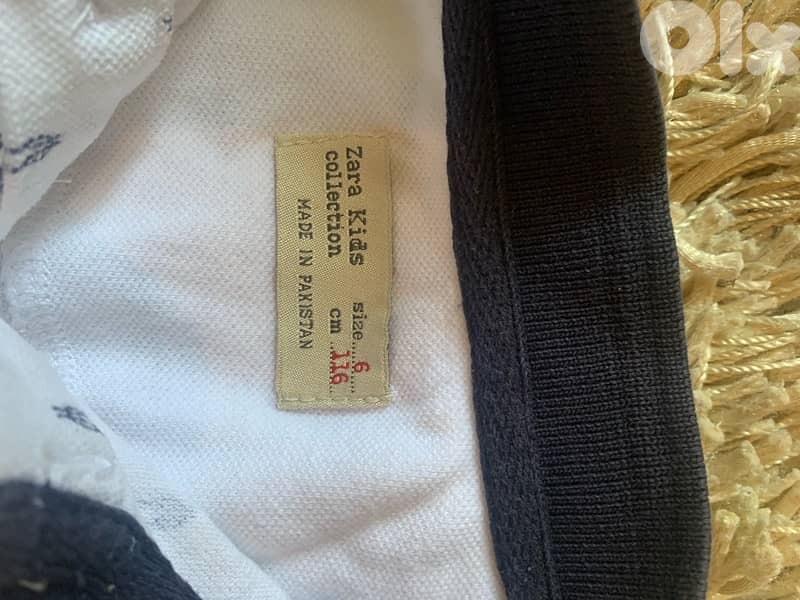 Zara Kids size...6....
collection cm ..116..
MADE IN PAKISTAN
Olx